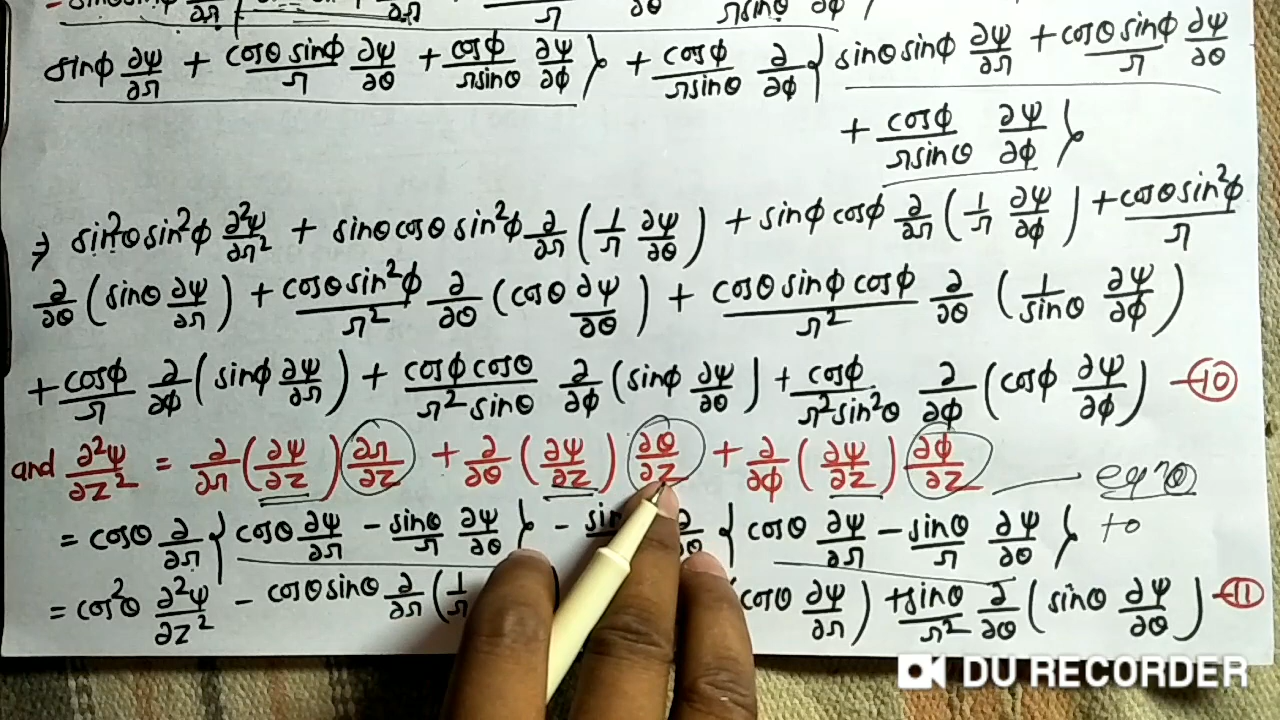 sinφ ∂ψ/∂r + cosθ sinφ/r ∂ψ/∂θ + cosφ/r sinθ ∂ψ/∂φ } + cosφ/r sinθ ∂/∂φ { sinθ sinφ ∂ψ/∂r + cosθ sinφ/r ∂ψ/∂θ
+ cosφ/r sinθ ∂ψ/∂φ }
⇒ sin²θ sin²φ ∂²ψ/∂r² + sinθ cosθ sin²φ ∂/∂r (1/r ∂ψ/∂θ) + sinφ cosφ ∂/∂r (1/r ∂ψ/∂φ) + cosθ sin²φ/r
∂/∂θ (sinθ ∂ψ/∂r) + cosθ sin²φ/r² ∂/∂θ (cosθ ∂ψ/∂θ) + cosθ sinφ cosφ/r² ∂/∂θ (1/sinθ ∂ψ/∂φ)
+ cosφ/r ∂/∂φ (sinφ ∂ψ/∂r) + cosφ cosθ/r² sinθ ∂/∂φ (sinφ ∂ψ/∂θ) + cosφ/r² sin²θ ∂/∂φ (cosφ ∂ψ/∂φ) — 10
and ∂²ψ/∂z² = ∂/∂r (∂ψ/∂z) ∂r/∂z + ∂/∂θ (∂ψ/∂z) ∂θ/∂z + ∂/∂φ (∂ψ/∂z) ∂φ/∂z
= cosθ ∂/∂r { cosθ ∂ψ/∂r − sinθ/r ∂ψ/∂θ } − ∂/∂θ { cosθ ∂ψ/∂r − sinθ/r ∂ψ/∂θ } to
= cos²θ ∂²ψ/∂z² − cosθ sinθ ∂/∂r (1/r cosθ ∂ψ/∂r) + sinθ/r² ∂/∂θ (sinθ ∂ψ/∂θ) — 11
DU RECORDER